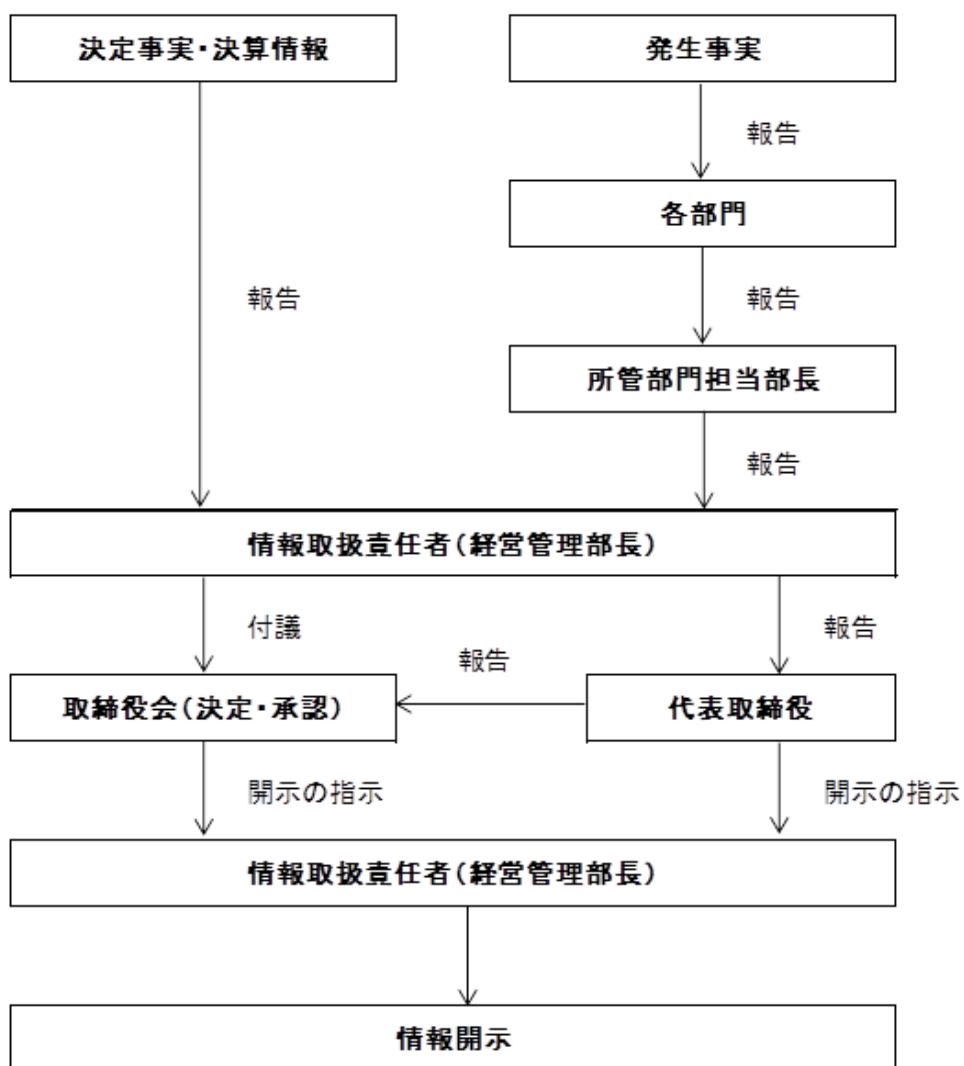 決定事実・決算情報
発生事実
報告
各部門
報告
報告
所管部門担当部長
報告
情報取扱責任者(経営管理部長)
付議
報告
報告
取締役会(決定・承認)
代表取締役
開示の指示
開示の指示
情報取扱責任者(経営管理部長)
情報開示